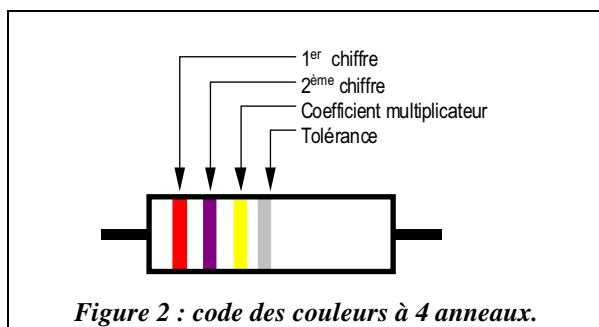 1er chiffre
2ème chiffre
Coefficient multiplicateur
Tolérance
Figure 2 : code des couleurs à 4 anneaux.